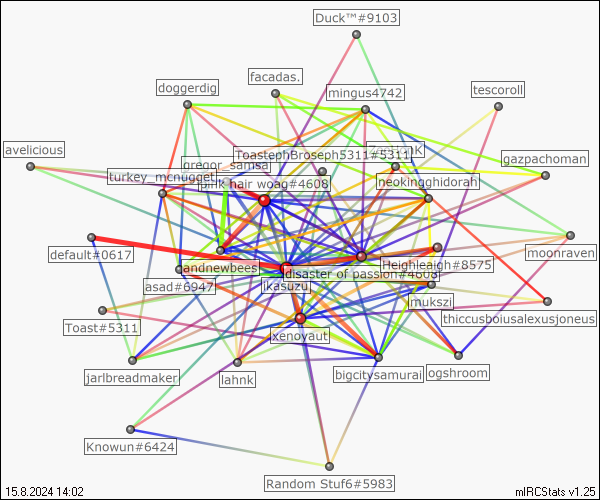 Duck™#9103
facadas.
doggerdig
mingus4742
tescoroll
avelicious
ToastephBroseph5311#5311
gregor_samsa
gazpachoman
turkey_mcnugget
pink hair woag#4608
neokingghidorah
default#0617
andnewbees
disaster of passion#4608
Heighleaigh#8575
moonraven
asad#6947
ikasuzu
mukszi
Toast#5311
thiccusboiusalexusjoneus
xenoyaut
jarlbreadmaker
lahnk
bigcitysamurai
ogshroom
Knowun#6424
Random Stuf6#5983
15.8.2024 14:02
mIRCStats v1.25